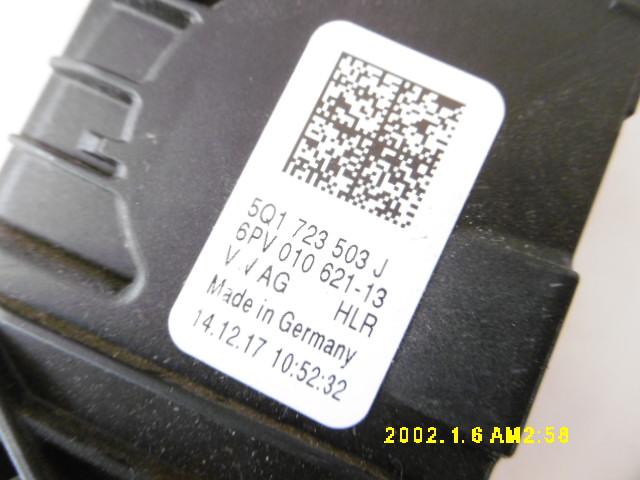 5Q1 723 503 J
6PV 010 621-13
VW AG HLR
Made in Germany
14.12.17 10:52:32
2002.1.6 AM2:58